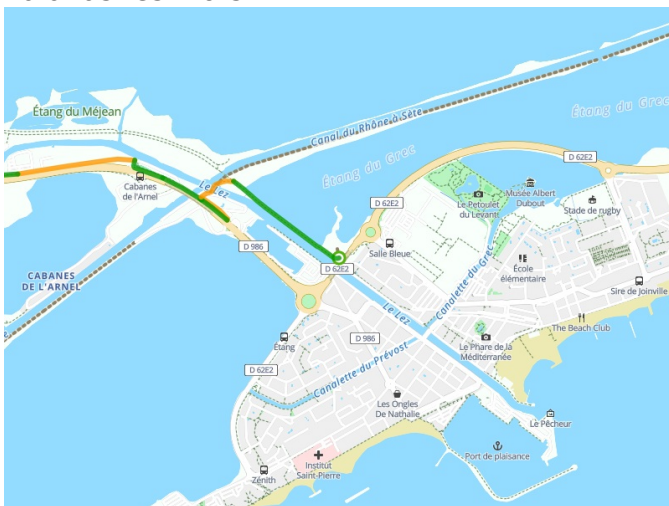 Étang du Méjean
Canal du Rhône à Sète
Étang du Grec
D 62E2
Étang du Grec
Cabanes
de l'Arnel
Le Lez
D 62E2
Le Petoulet
du Levant
Musée Albert
Dubout
Stade de rugby
D 986
Salle Bleue
D 62E2
École
élémentaire
CABANES
DE L'ARNEL
Canalette du Grec
Sire de Joinville
Le Lez
The Beach Club
Étang
D 986
Le Phare de la
Méditerranée
D 62E2
Canalette du Prévost
Les Ongles
De Nathalie
Le Pêcheur
Port de plaisance
Institut
Saint-Pierre
Zénith